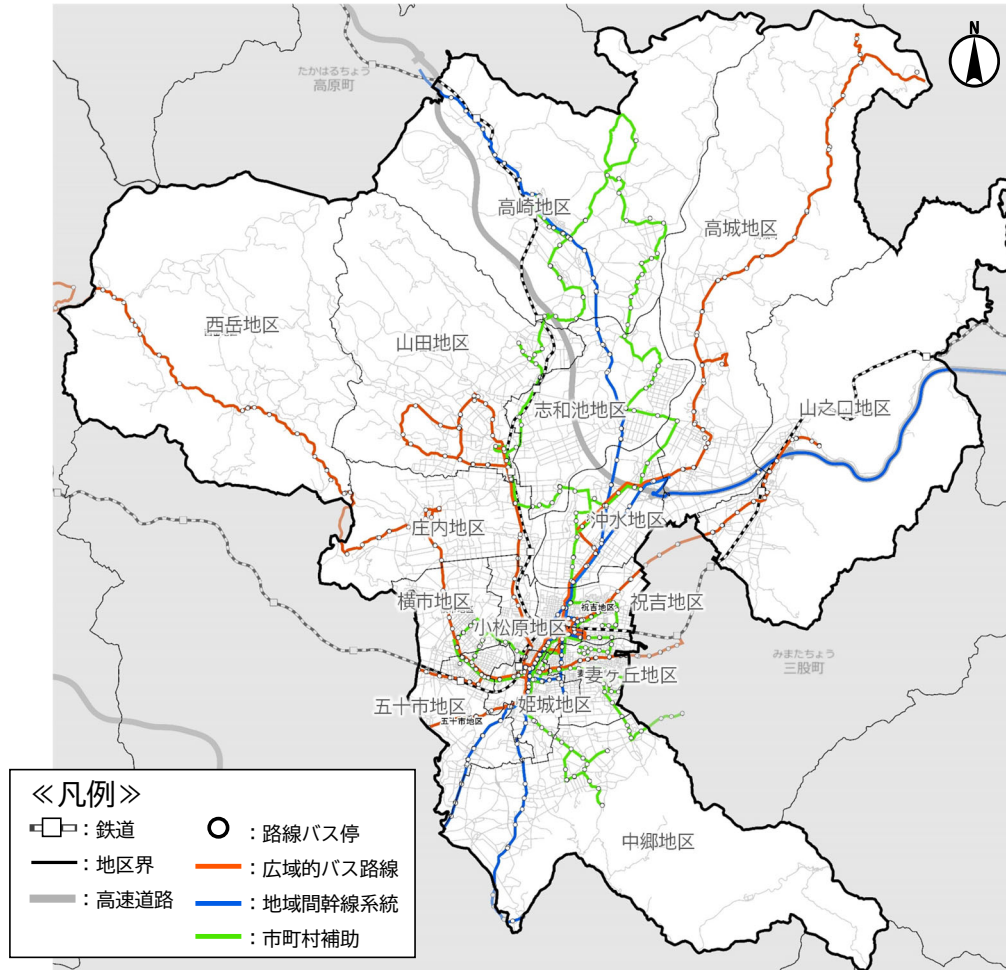 N
たかはるちょう
高原町
高崎地区
高城地区
西岳地区
山田地区
志和池地区
山之口地区
庄内地区
沖水地区
横市地区
祝吉地区
祝吉地区
小松原地区
みまたちょう
三股町
妻ヶ丘地区
五十市地区
姫城地区
五十市地区
中郷地区
≪凡例≫
：鉄道
：路線バス停
：地区界
：広域的バス路線
：高速道路
：地域間幹線系統
：市町村補助